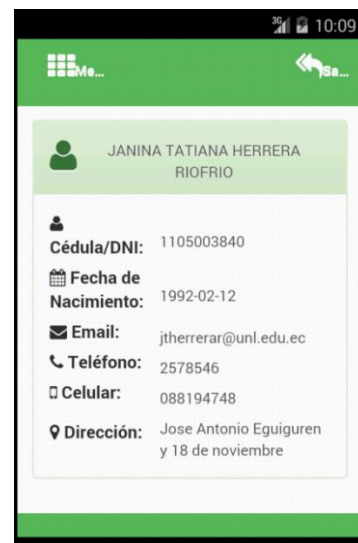 3G 10:09
Me... Sa...
JANINA TATIANA HERRERA
RIOFRIO
Cédula/DNI: 1105003840
Fecha de
Nacimiento: 1992-02-12
Email: jtherrerar@unl.edu.ec
Teléfono: 2578546
Celular: 088194748
Dirección: Jose Antonio Eguiguren
y 18 de noviembre